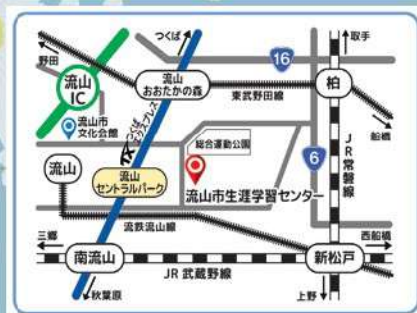 つくば
取手
野田
16
流山
IC
流山
おおたかの森
柏
東武野田線
船橋
流山市
文化会館
つくば
エクスプレス
TX
総合運動公園
6
JR常磐線
流山
流山
セントラルパーク
流山市生涯学習センター
流鉄流山線
三郷
西船橋
南流山
JR 武蔵野線
新松戸
秋葉原
上野